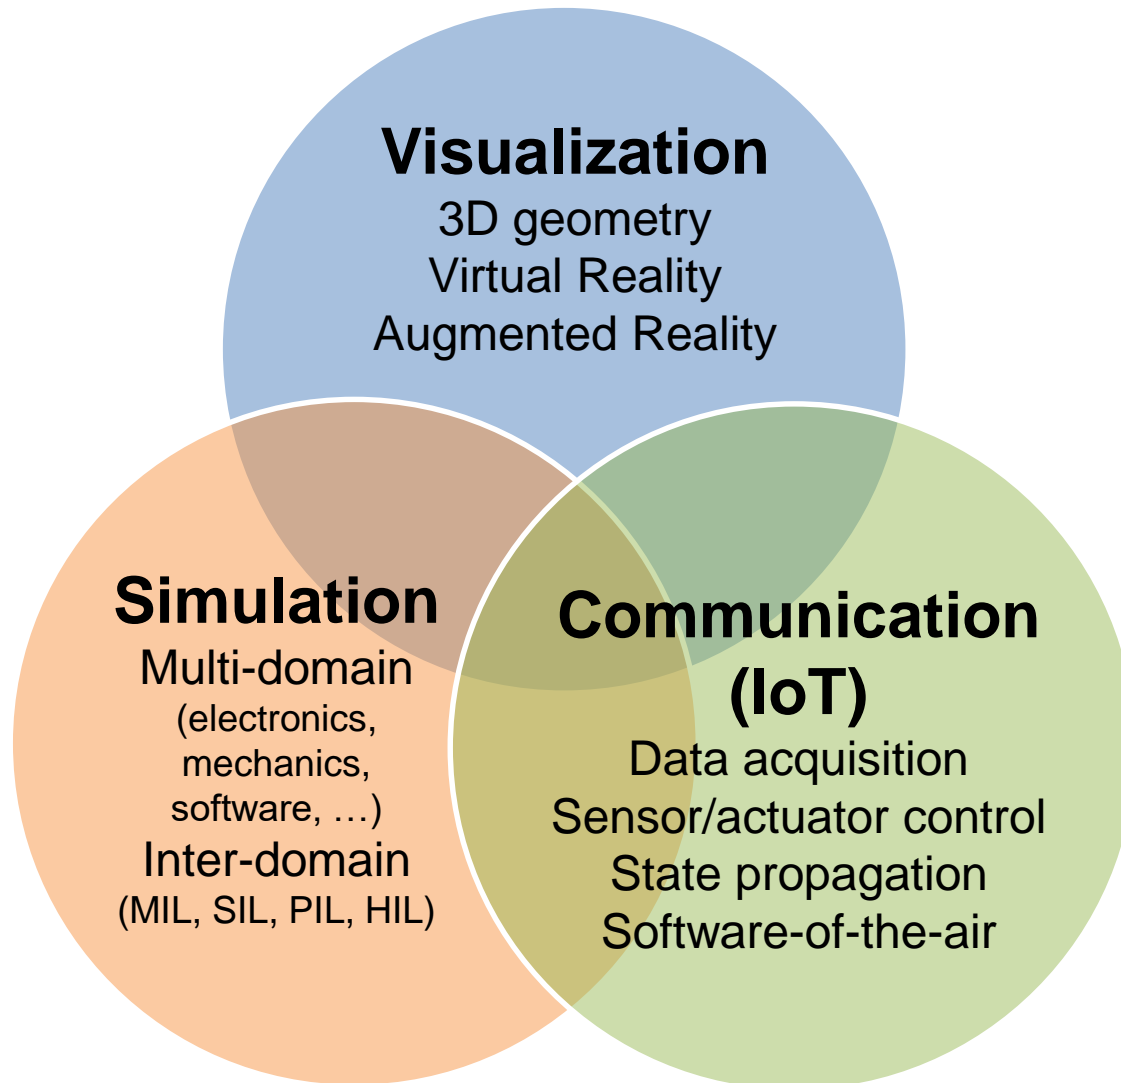 Visualization
3D geometry
Virtual Reality
Augmented Reality
Simulation
Multi-domain
(electronics,
mechanics,
software, …)
Inter-domain
(MIL, SIL, PIL, HIL)
Communication
(IoT)
Data acquisition
Sensor/actuator control
State propagation
Software-of-the-air